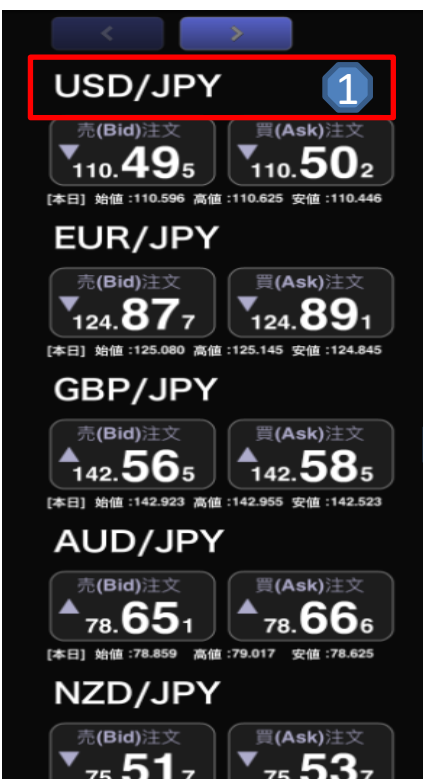 < >
USD/JPY 1
売(Bid)注文 買(Ask)注文
▼110.495 ▼110.502
[本日] 始値:110.596 高値:110.625 安値:110.446
EUR/JPY
売(Bid)注文 買(Ask)注文
▼124.877 ▼124.891
[本日] 始値:125.080 高値:125.145 安値:124.845
GBP/JPY
売(Bid)注文 買(Ask)注文
▲142.565 ▲142.585
[本日] 始値:142.923 高値:142.955 安値:142.523
AUD/JPY
売(Bid)注文 買(Ask)注文
▲78.651 ▲78.666
[本日] 始値:78.859 高値:79.017 安値:78.625
NZD/JPY
売(Bid)注文 買(Ask)注文
▼75.517 ▼75.537